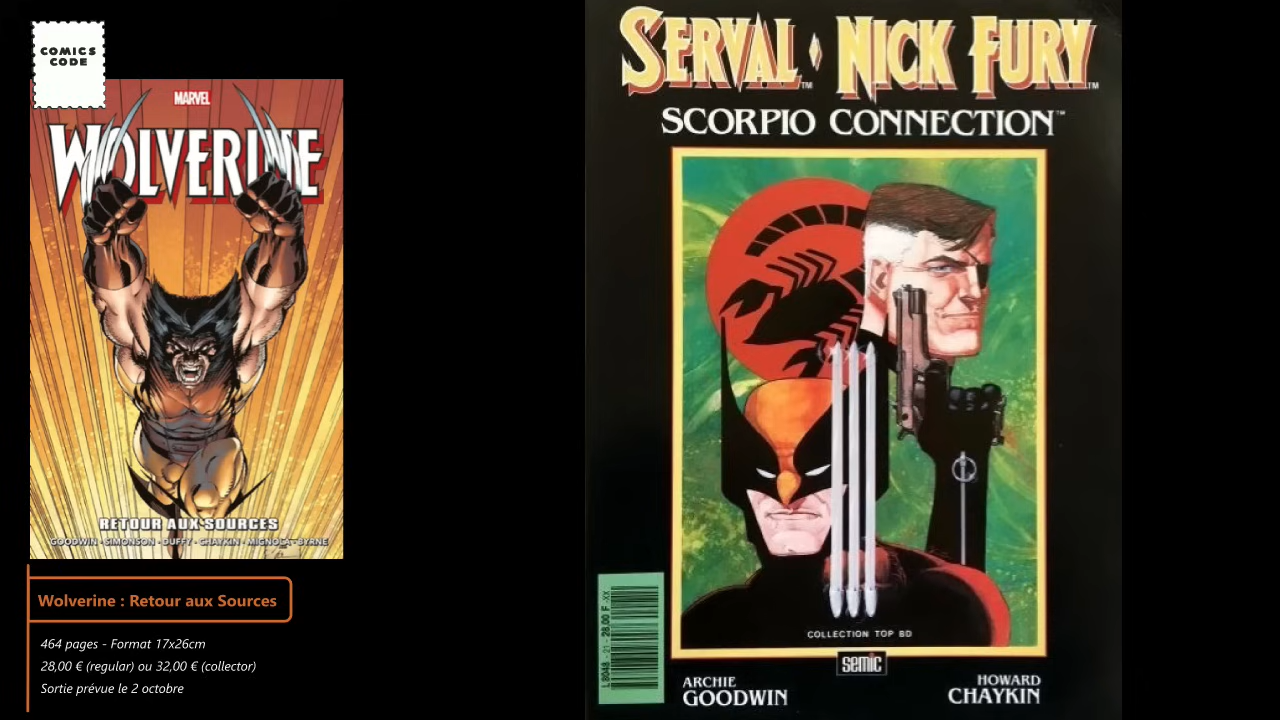 COMICS
CODE
MARVEL
WOLVERINE
RETOUR AUX SOURCES
GOODWIN • SIMONSON • DUFFY • CHAYKIN • MIGNOLA • BYRNE
Wolverine : Retour aux Sources
464 pages - Format 17x26cm
28,00 € (regular) ou 32,00 € (collector)
Sortie prévue le 2 octobre
SERVAL • NICK FURY
SCORPIO CONNECTION
COLLECTION TOP BD
semic
ARCHIE
GOODWIN
HOWARD
CHAYKIN